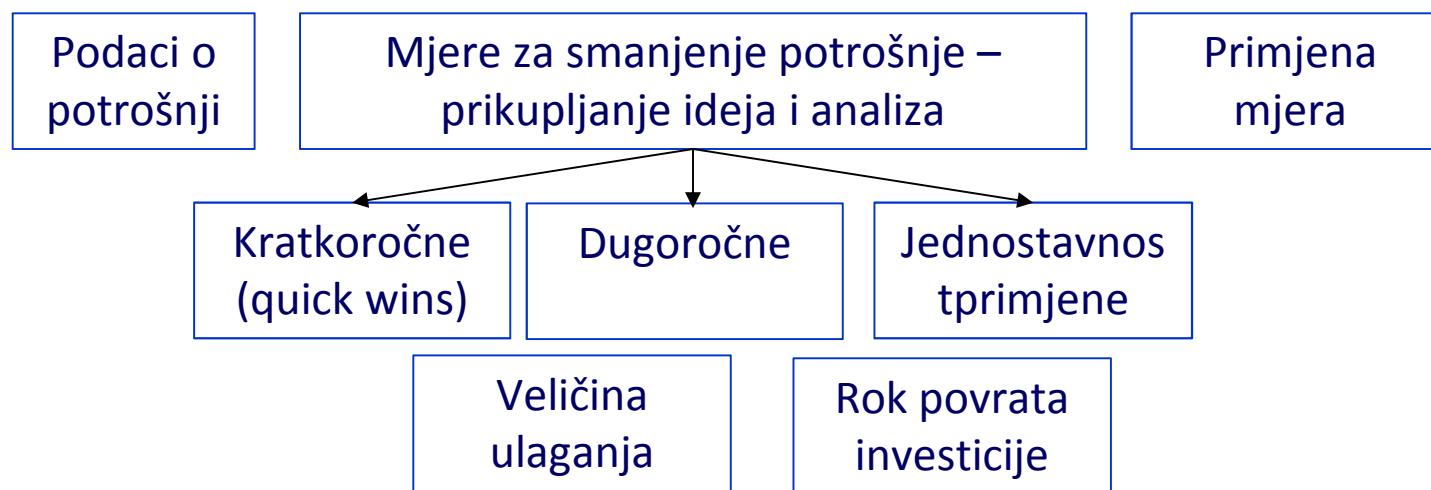 Podaci o
potrošnji
Mjere za smanjenje potrošnje –
prikupljanje ideja i analiza
Primjena
mjera
Kratkoročne
(quick wins)
Dugoročne
Jednostavnos
tprimjene
Veličina
ulaganja
Rok povrata
investicije